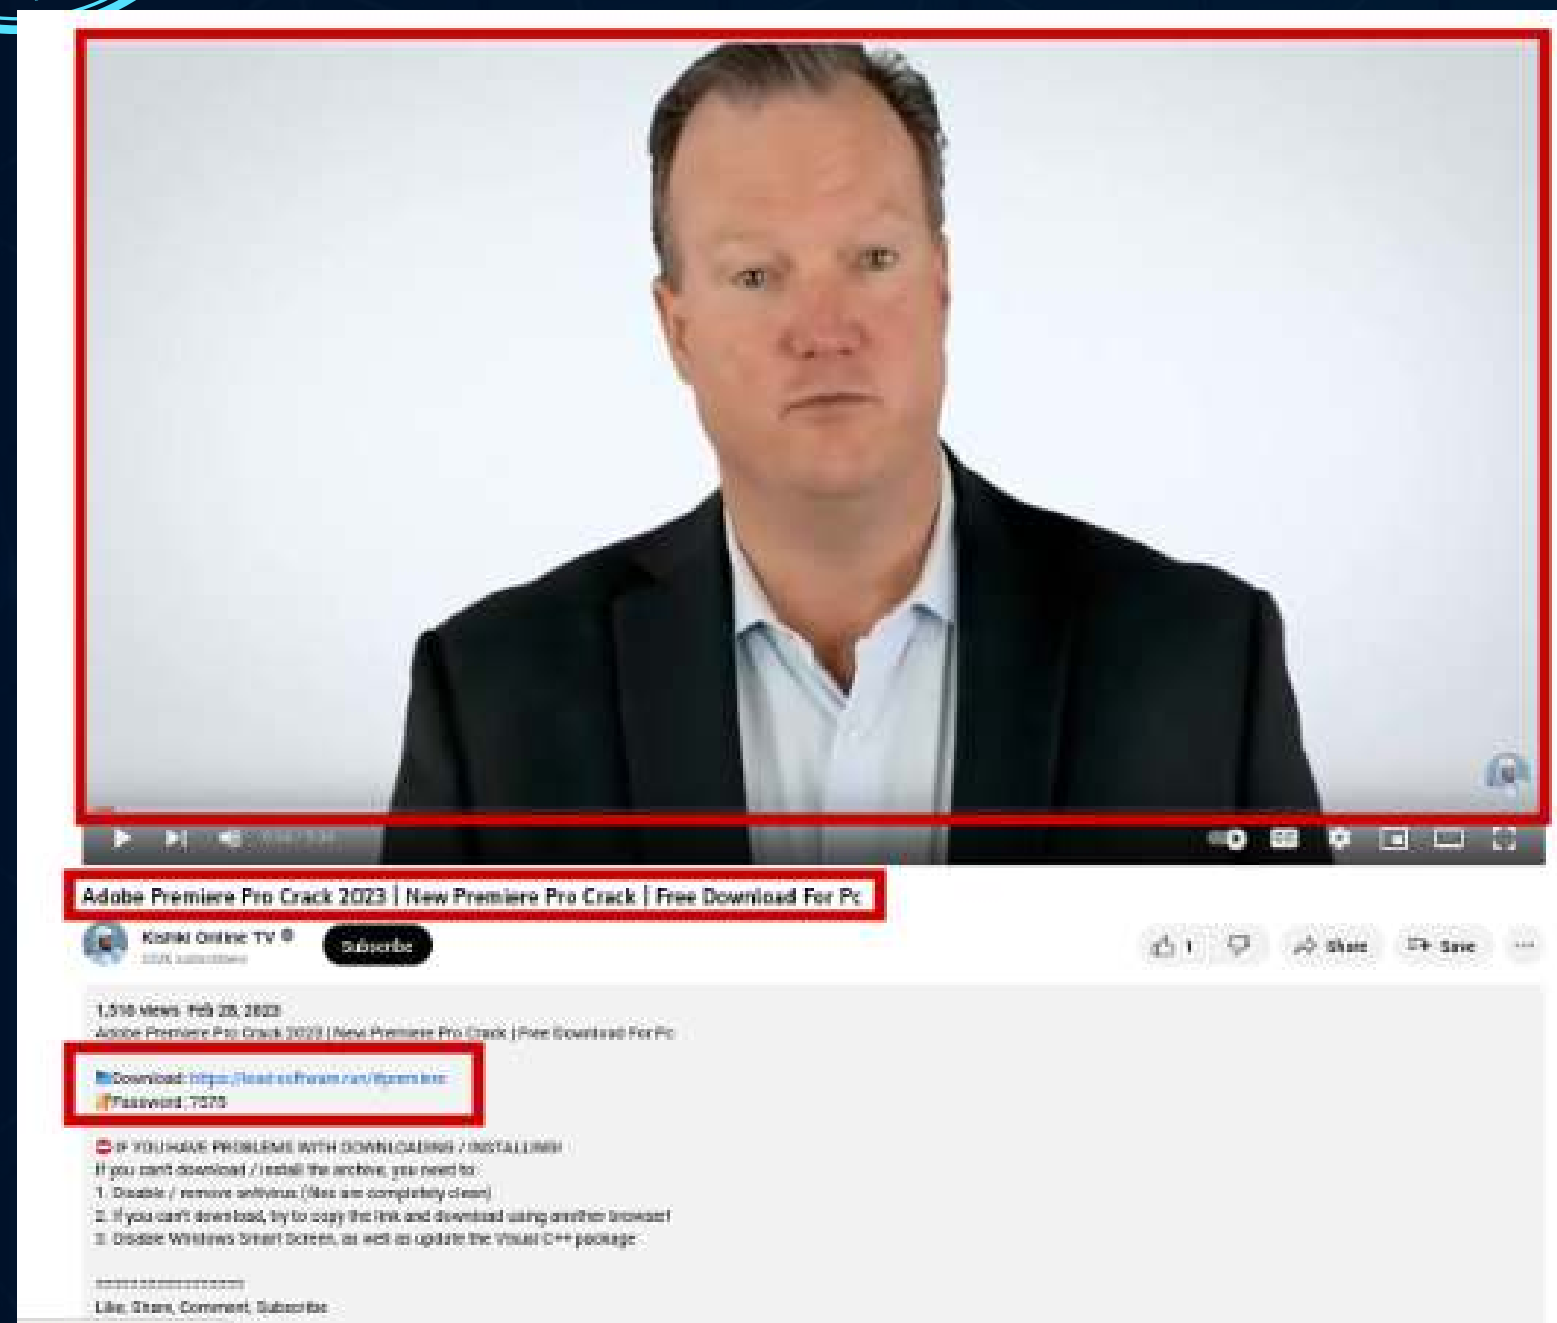 Adobe Premiere Pro Crack 2023 | New Premiere Pro Crack | Free Download For Pc
Online TV
Subscribe
1 Share Save ...
views Feb 28, 2023
Adobe Premiere Pro Crack 2023 | New Premiere Pro Crack | Free Download For Pc
Download:
Password: 7575
IF YOU HAVE PROBLEMS WITH DOWNLOADING / INSTALLING!
If you can't download / install the archive, you need to
1. Disable / remove antivirus (files are completely clean)
2. If you can't download, try to copy the link and download using another browser!
3. Disable Windows Smart Screen, as well as update the Visual C++ package
Like, Share, Comment, Subscribe